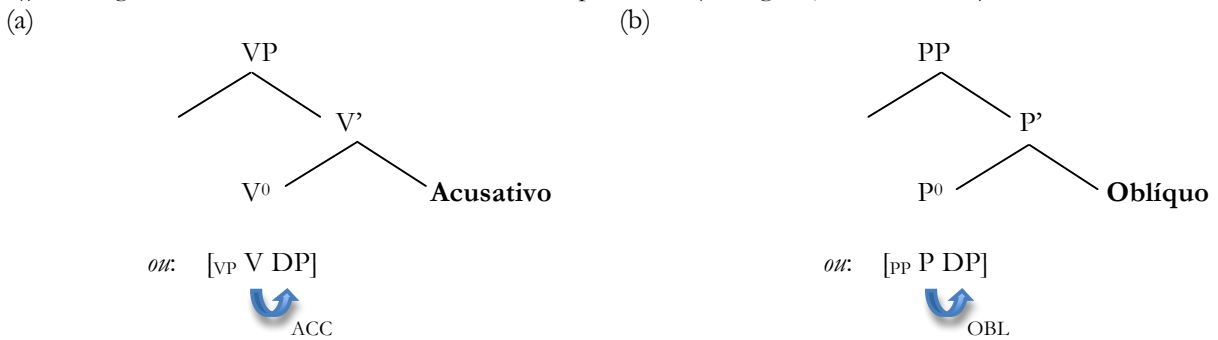 (a) (b)
VP PP
V’ P’
V⁰ Acusativo P⁰ Oblíquo
ou: [VP V DP] ou: [PP P DP]
ACC OBL